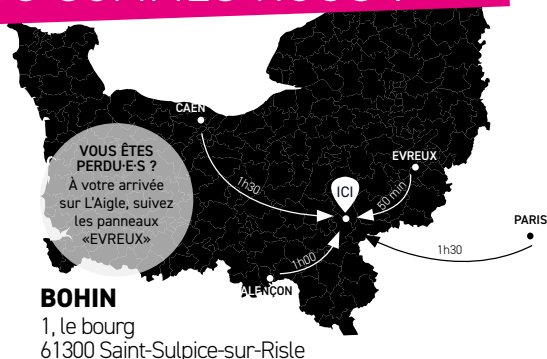 CAEN
VOUS ÊTES
PERDU·E·S ?
À votre arrivée
sur L'Aigle, suivez
les panneaux
«EVREUX»
1h30
EVREUX
ICI
50 min
PARIS
1h30
1h00
ALENÇON
BOHIN
1, le bourg
61300 Saint-Sulpice-sur-Risle